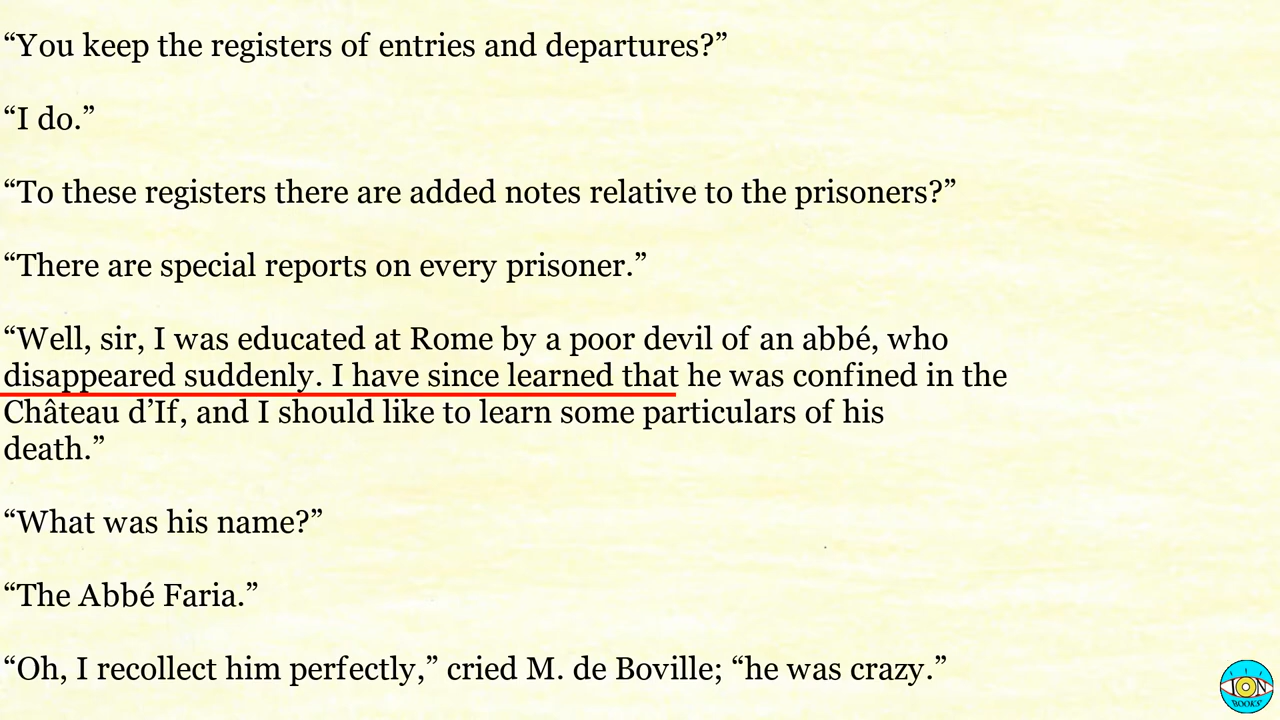 “You keep the registers of entries and departures?”
“I do.”
“To these registers there are added notes relative to the prisoners?”
“There are special reports on every prisoner.”
“Well, sir, I was educated at Rome by a poor devil of an abbé, who
disappeared suddenly. I have since learned that he was confined in the
Château d’If, and I should like to learn some particulars of his
death.”
“What was his name?”
“The Abbé Faria.”
“Oh, I recollect him perfectly,” cried M. de Boville; “he was crazy.”
ION
BOOKS